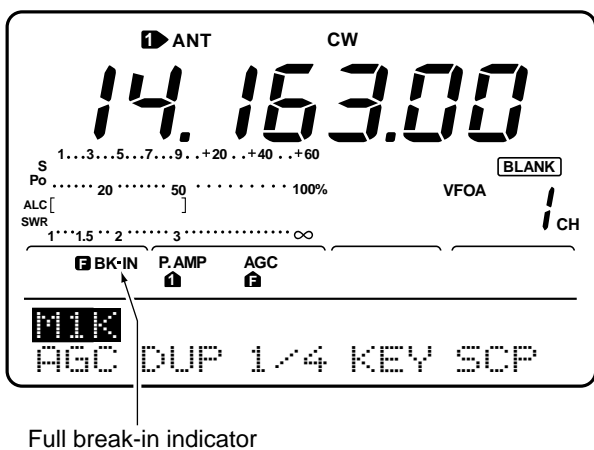 1 ANT CW
14.163.00
1...3...5...7...9..+20..+40..+60
S
BLANK
Po ...... 20 ...... 50 .......... 100%
VFOA
ALC [ ]
1 CH
SWR
1....1.5.. 2 ...... 3 ............... ∞
F BK-IN P.AMP AGC
1 F
M1K
AGC DUP 1/4 KEY SCP
Full break-in indicator